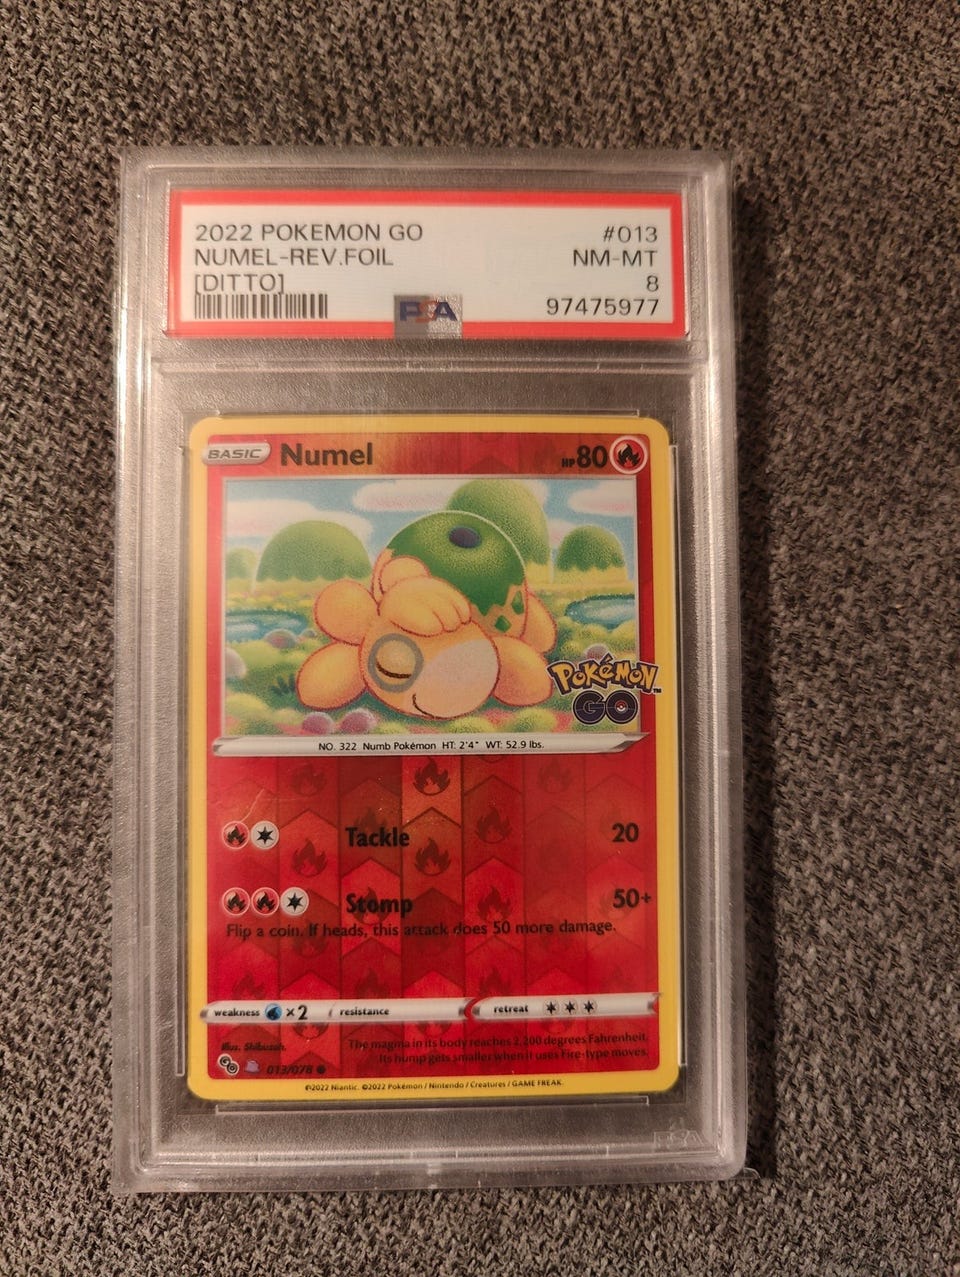 2022 POKEMON GO #013
NUMEL-REV.FOIL NM-MT
[DITTO] 8
PSA 97475977
BASIC Numel HP80
POKéMON™
GO
NO. 322 Numb Pokémon HT: 2'4" WT: 52.9 lbs.
Tackle 20
Stomp 50+
Flip a coin. If heads, this attack does 50 more damage.
weakness ×2 resistance retreat
Illus. Shibuzoh. The magma in its body reaches 2,200 degrees Fahrenheit.
Its hump gets smaller when it uses Fire-type moves.
GO 013/078
©2022 Niantic. ©2022 Pokémon / Nintendo / Creatures / GAME FREAK.
PSA